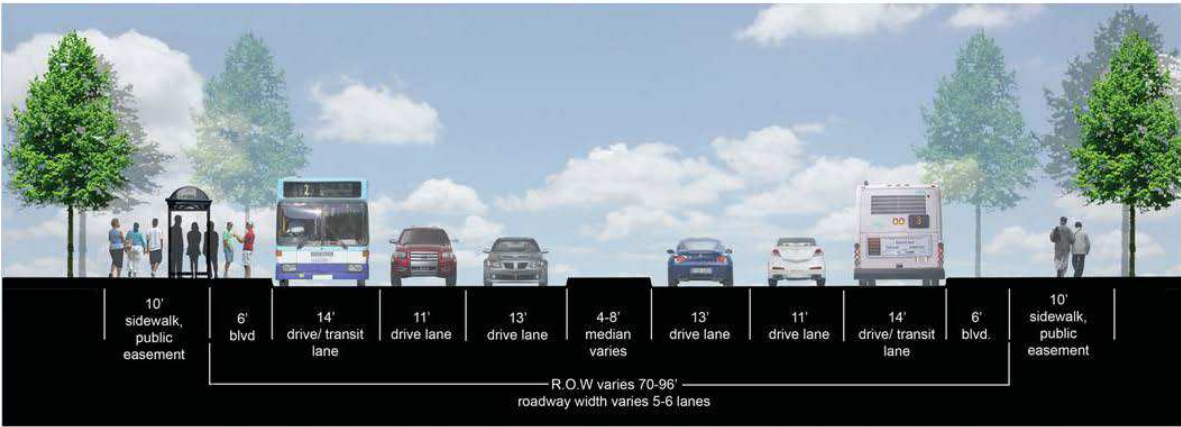 2
3
10'
sidewalk,
public
easement
6'
blvd
14'
drive/ transit
lane
11'
drive lane
13'
drive lane
4-8'
median
varies
13'
drive lane
11'
drive lane
14'
drive/ transit
lane
6'
blvd.
10'
sidewalk,
public
easement
R.O.W varies 70-96'
roadway width varies 5-6 lanes